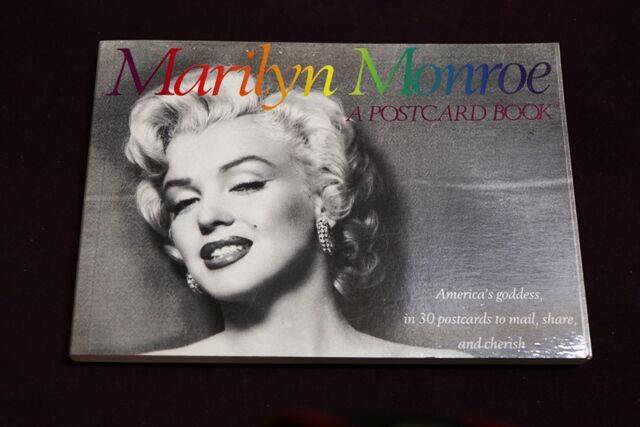 Marilyn Monroe
A POSTCARD BOOK
America's goddess,
in 30 postcards to mail, share,
and cherish